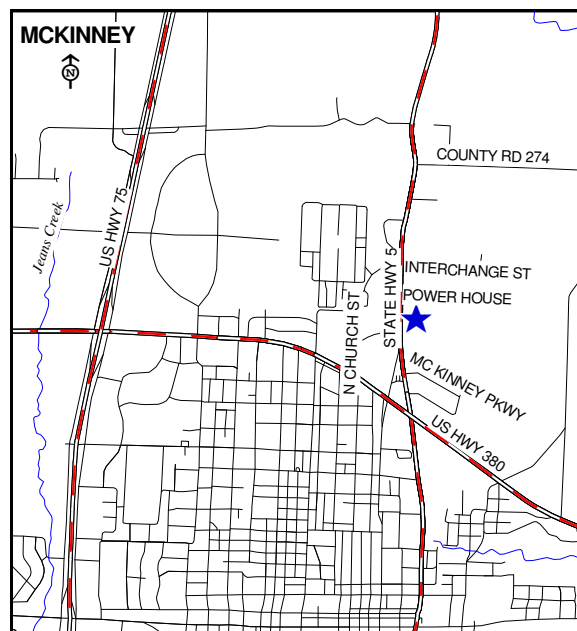 MCKINNEY
N
COUNTY RD 274
US HWY 75
Jeans Creek
STATE HWY 5
INTERCHANGE ST
POWER HOUSE
N CHURCH ST
MC KINNEY PKWY
US HWY 380